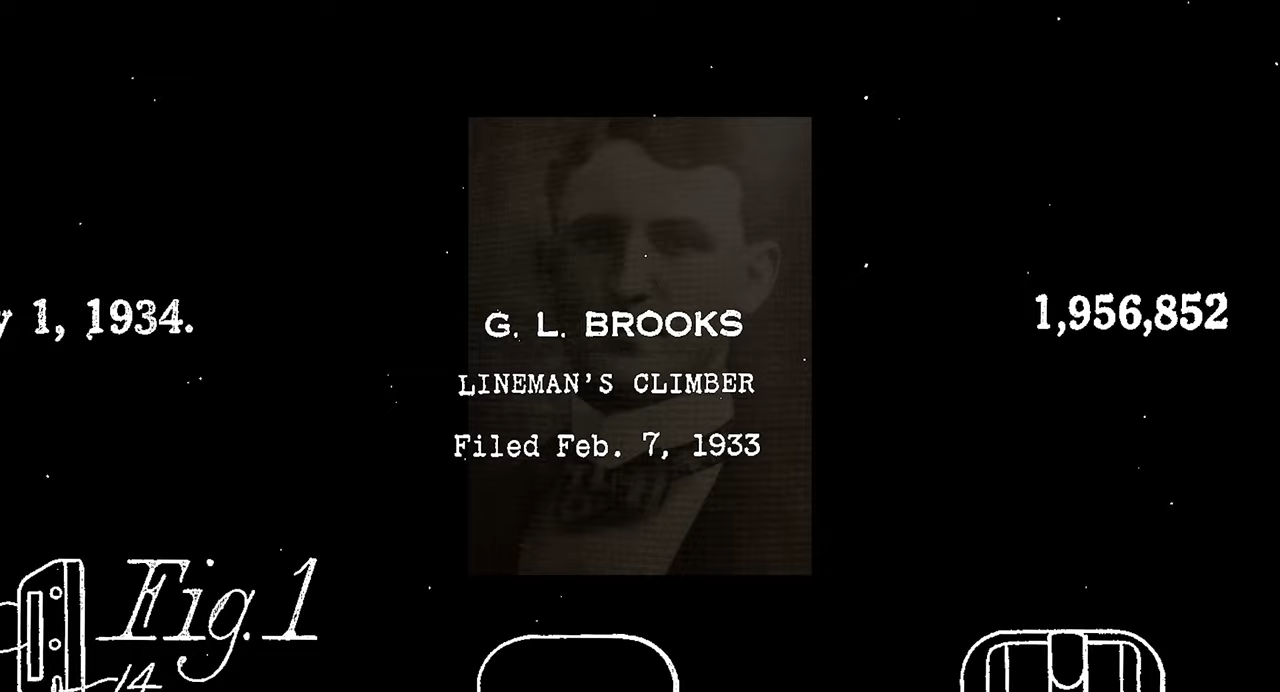 y 1, 1934.
1,956,852
G. L. BROOKS
LINEMAN'S CLIMBER
Filed Feb. 7, 1933
Fig. 1
14